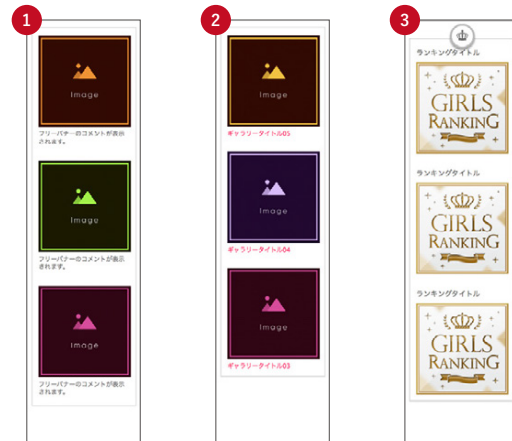 1
Image
フリーバナーのコメントが表示
されます。
Image
フリーバナーのコメントが表示
されます。
Image
フリーバナーのコメントが表示
されます。
2
Image
ギャラリータイトル05
Image
ギャラリータイトル04
Image
ギャラリータイトル03
3
ランキングタイトル
GIRLS
RANKING
ランキングタイトル
GIRLS
RANKING
ランキングタイトル
GIRLS
RANKING